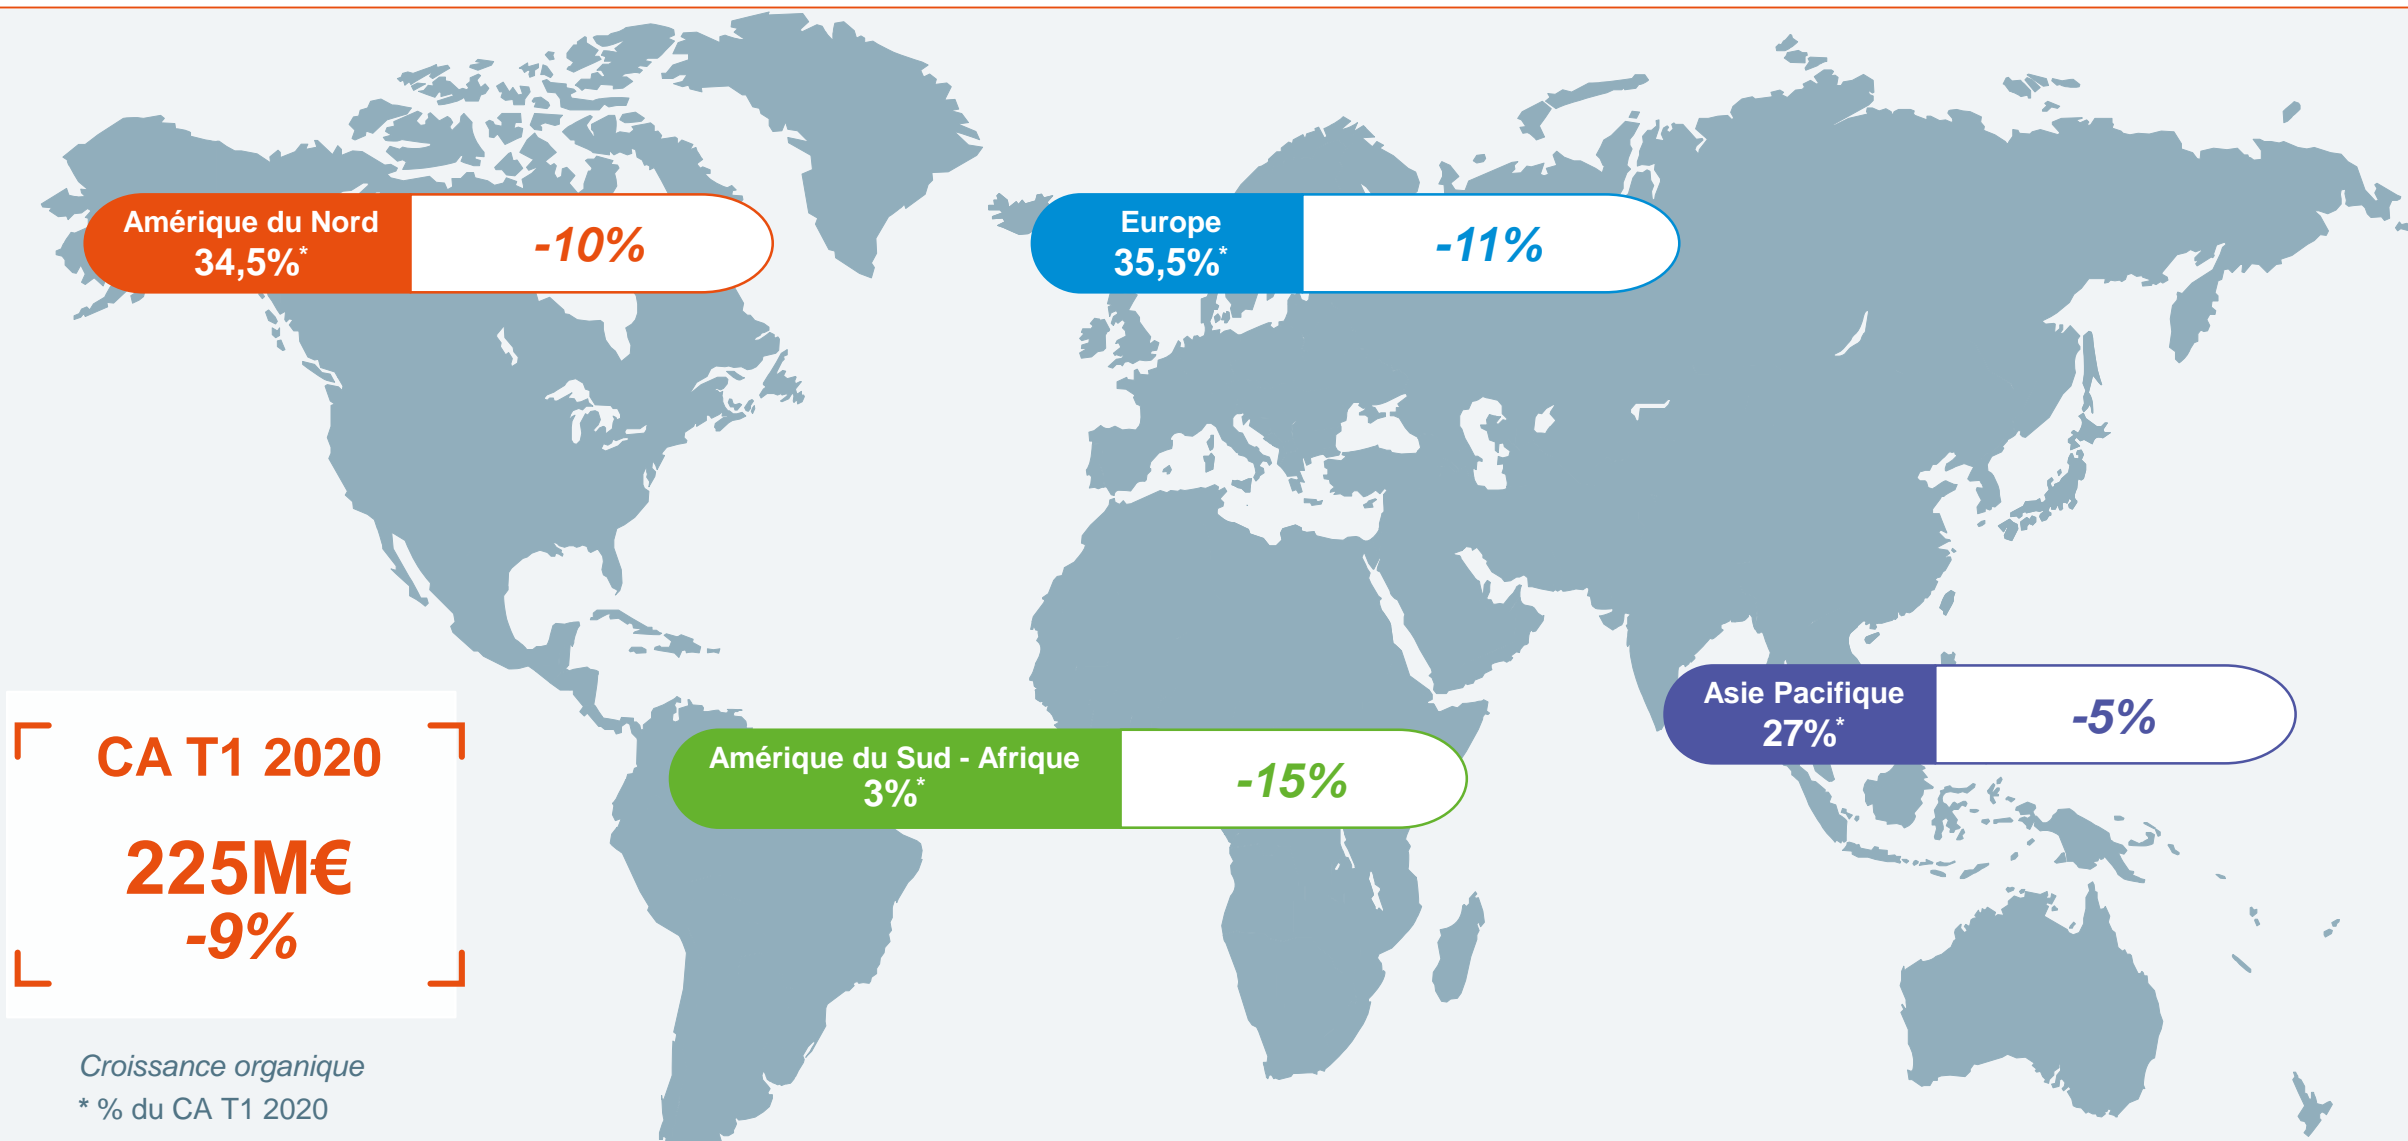 Amérique du Nord
34,5%*
-10%
Europe
35,5%*
-11%
Asie Pacifique
27%*
-5%
Amérique du Sud - Afrique
3%*
-15%
CA T1 2020
225M€
-9%
Croissance organique
* % du CA T1 2020